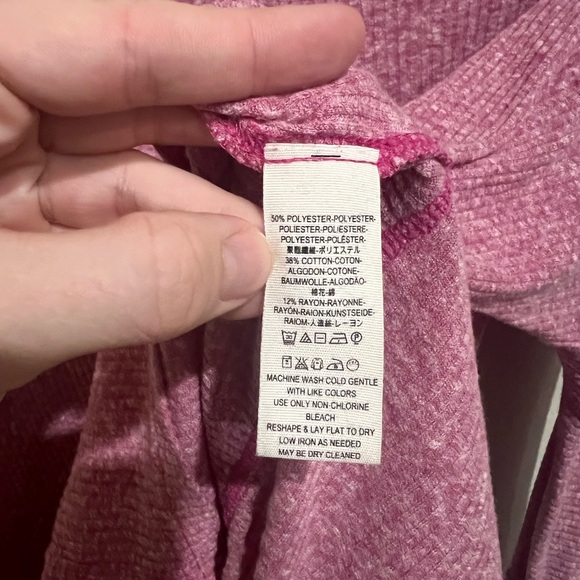 50% POLYESTER-POLYESTER-
POLIESTER-POLIESTERE-
POLYESTER-POLÉSTER-
聚酯纖維-ポリエステル
38% COTTON-COTON-
ALGODON-COTONE-
BAUMWOLLE-ALGODÃO-
棉花-綿
12% RAYON-RAYONNE-
RAYÓN-RAION-KUNSTSEIDE-
RAIOM-人造絲-レーヨン
MACHINE WASH COLD GENTLE
WITH LIKE COLORS
USE ONLY NON-CHLORINE
BLEACH
RESHAPE & LAY FLAT TO DRY
LOW IRON AS NEEDED
MAY BE DRY CLEANED